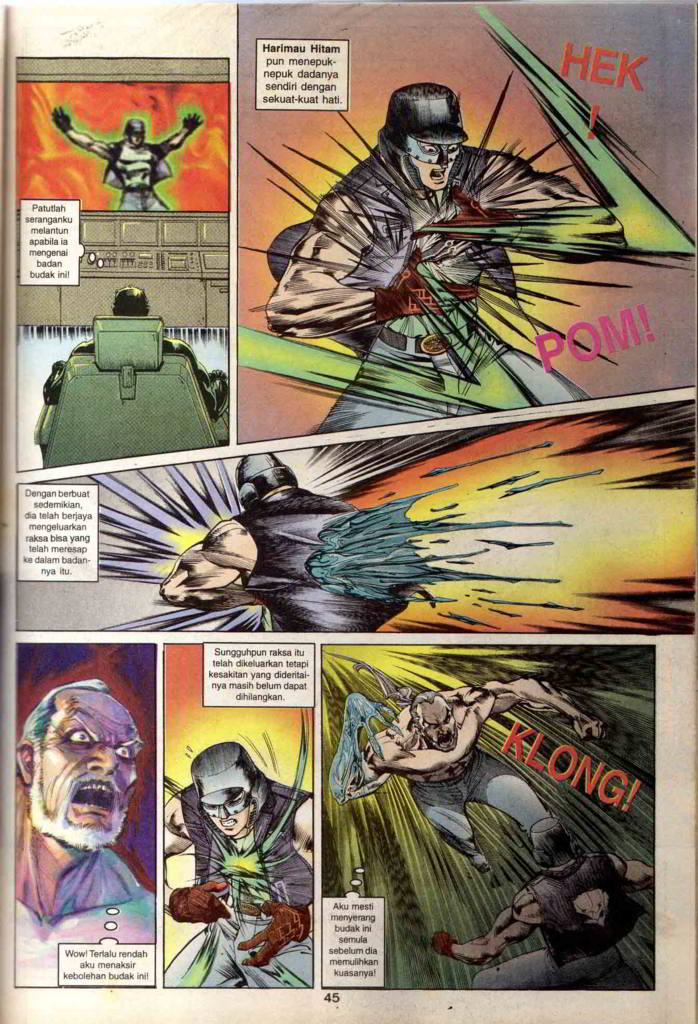 Patutlah
seranganku
melantun
apabila ia
mengenai
badan
budak ini!
Harimau Hitam
pun menepuk-
nepuk dadanya
sendiri dengan
sekuat-kuat hati.
HEK
!
POM!
Dengan berbuat
sedemikian,
dia telah berjaya
mengeluarkan
raksa bisa yang
telah meresap
ke dalam badan-
nya itu.
Wow! Terlalu rendah
aku menaksir
kebolehan budak ini!
Sungguhpun raksa itu
telah dikeluarkan tetapi
kesakitan yang dideritai-
nya masih belum dapat
dihilangkan.
KLONG!
Aku mesti
menyerang
budak ini
semula
sebelum dia
memulihkan
kuasanya!
45